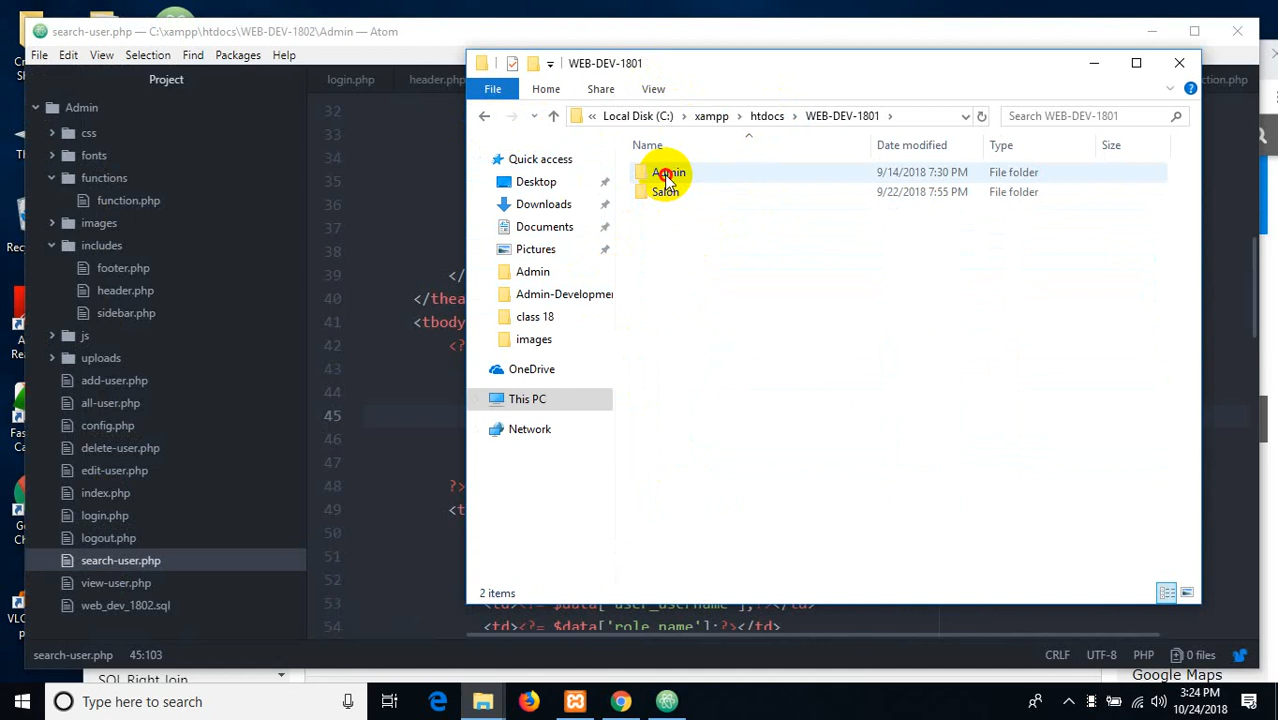 search-user.php — C:\xampp\htdocs\WEB-DEV-1802\Admin — Atom
File Edit View Selection Find Packages Help
Project
login.php
header.php
ction.php
Admin
css
fonts
functions
function.php
images
includes
footer.php
header.php
sidebar.php
js
uploads
add-user.php
all-user.php
config.php
delete-user.php
edit-user.php
index.php
login.php
logout.php
search-user.php
view-user.php
web_dev_1802.sql
32
33
34
35
36
37
38
39 </
40 </thea
41 <tbody
42 <?
43
44
45
46
47
48 ?>
49 <t
50
51
52
53 <td><?= $data['user_username'];?></td>
54 <td><?= $data['role_name'];?></td>
search-user.php 45:103
CRLF UTF-8 PHP 0 files
WEB-DEV-1801
File Home Share View
« Local Disk (C:) > xampp > htdocs > WEB-DEV-1801 >
Search WEB-DEV-1801
Name Date modified Type Size
Admin 9/14/2018 7:30 PM File folder
Salon 9/22/2018 7:55 PM File folder
Quick access
Desktop
Downloads
Documents
Pictures
Admin
Admin-Developme
class 18
images
OneDrive
This PC
Network
2 items
SQL Right Join
Google Maps
Type here to search
3:24 PM
10/24/2018